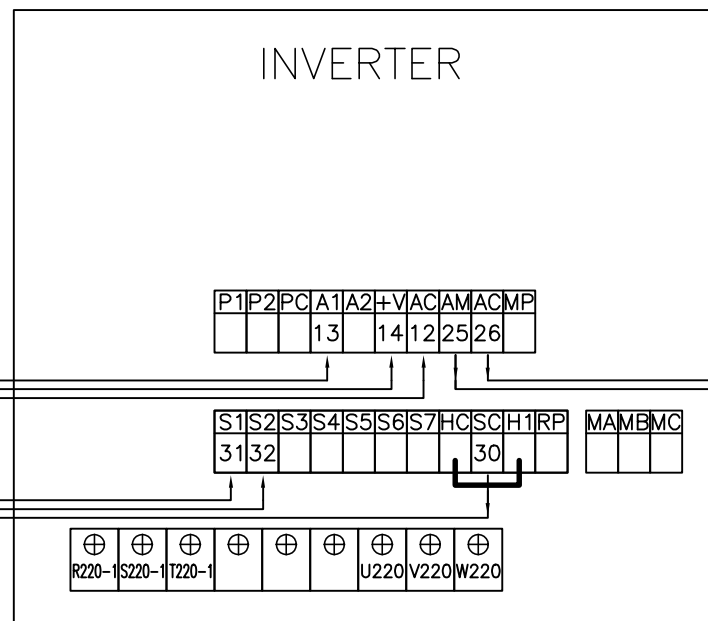 INVERTER
P1 P2 PC A1 A2 +V AC AM AC MP
13 14 12 25 26
S1 S2 S3 S4 S5 S6 S7 HC SC H1 RP MA MB MC
31 32 30
R220-1 S220-1 T220-1 U220 V220 W220